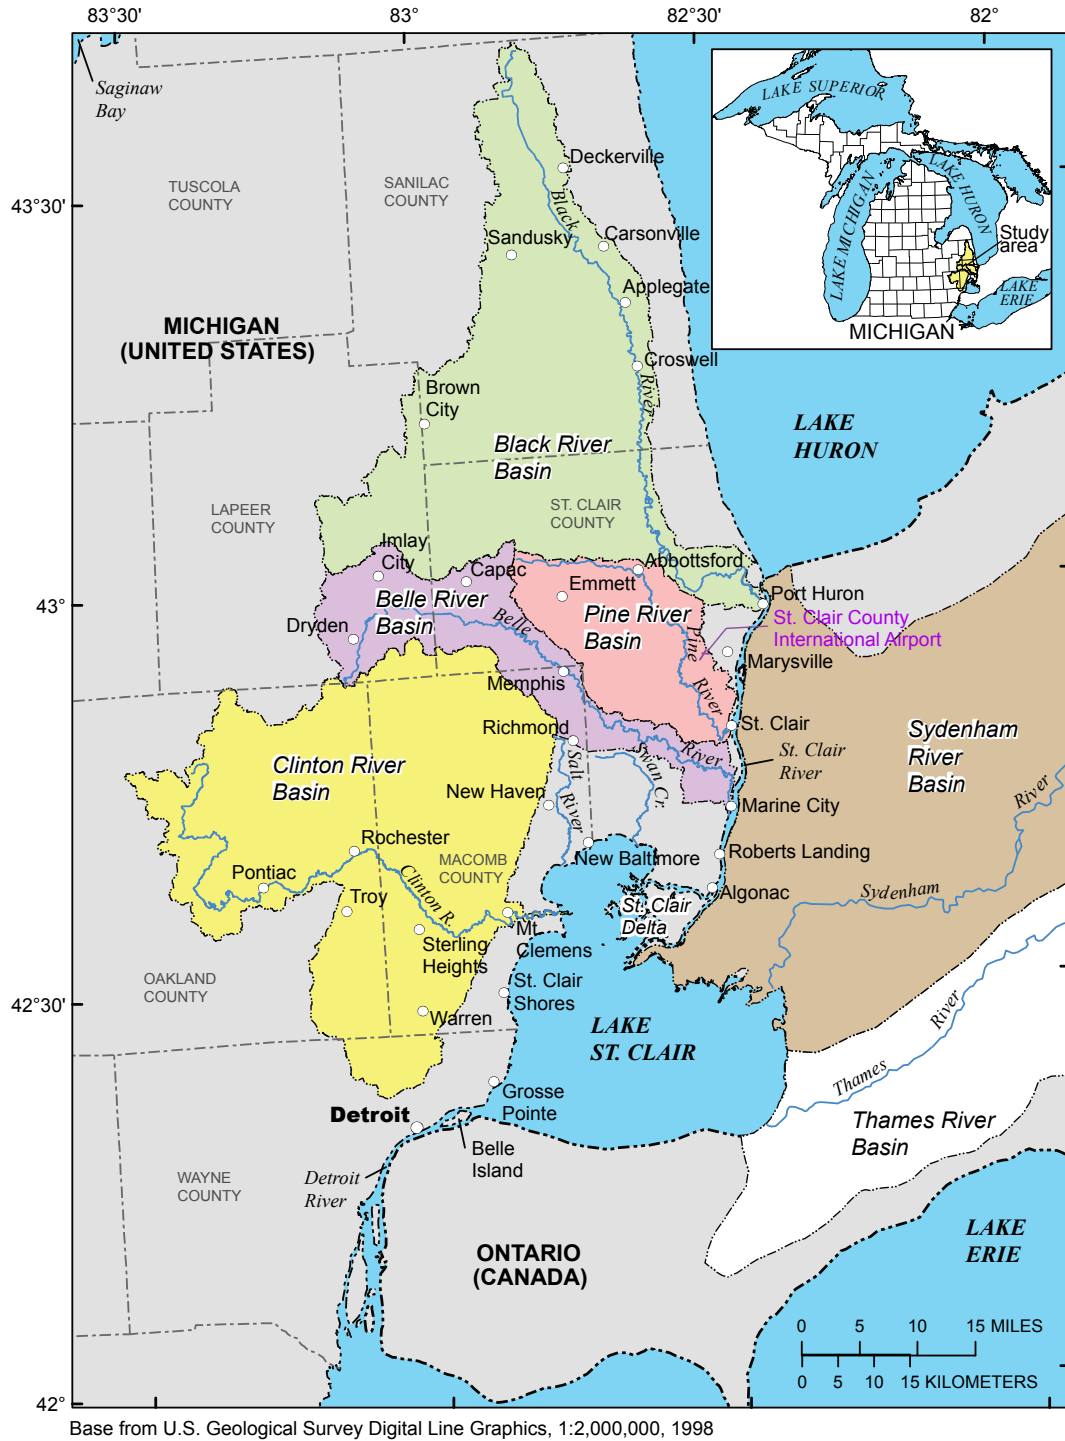 83°30'
83°
82°30'
82°
43°30'
43°
42°30'
42°
Saginaw
Bay
TUSCOLA
COUNTY
SANILAC
COUNTY
Deckerville
Black
Sandusky
Carsonville
Applegate
Croswell
River
MICHIGAN
(UNITED STATES)
Brown
City
Black River
Basin
LAPEER
COUNTY
ST. CLAIR
COUNTY
LAKE SUPERIOR
LAKE MICHIGAN
LAKE HURON
Study
area
LAKE
ERIE
MICHIGAN
LAKE
HURON
Imlay
City
Capac
Abbottsford
Emmett
Belle River
Basin
Pine River
Basin
Port Huron
St. Clair County
International Airport
Dryden
Belle
Pine
Marysville
Memphis
River
Richmond
St. Clair
River
St. Clair
River
Swan Cr.
Salt
River
Sydenham
River
Basin
Clinton River
Basin
New Haven
Marine City
River
Rochester
MACOMB
COUNTY
New Baltimore
Roberts Landing
Pontiac
Clinton R.
Algonac
Sydenham
Troy
St. Clair
Delta
Mt
Clemens
Sterling
Heights
OAKLAND
COUNTY
St. Clair
Shores
Warren
LAKE
ST. CLAIR
River
Thames
Grosse
Pointe
Detroit
Thames River
Basin
Belle
Island
WAYNE
COUNTY
Detroit
River
ONTARIO
(CANADA)
LAKE
ERIE
0 5 10 15 MILES
0 5 10 15 KILOMETERS
Base from U.S. Geological Survey Digital Line Graphics, 1:2,000,000, 1998